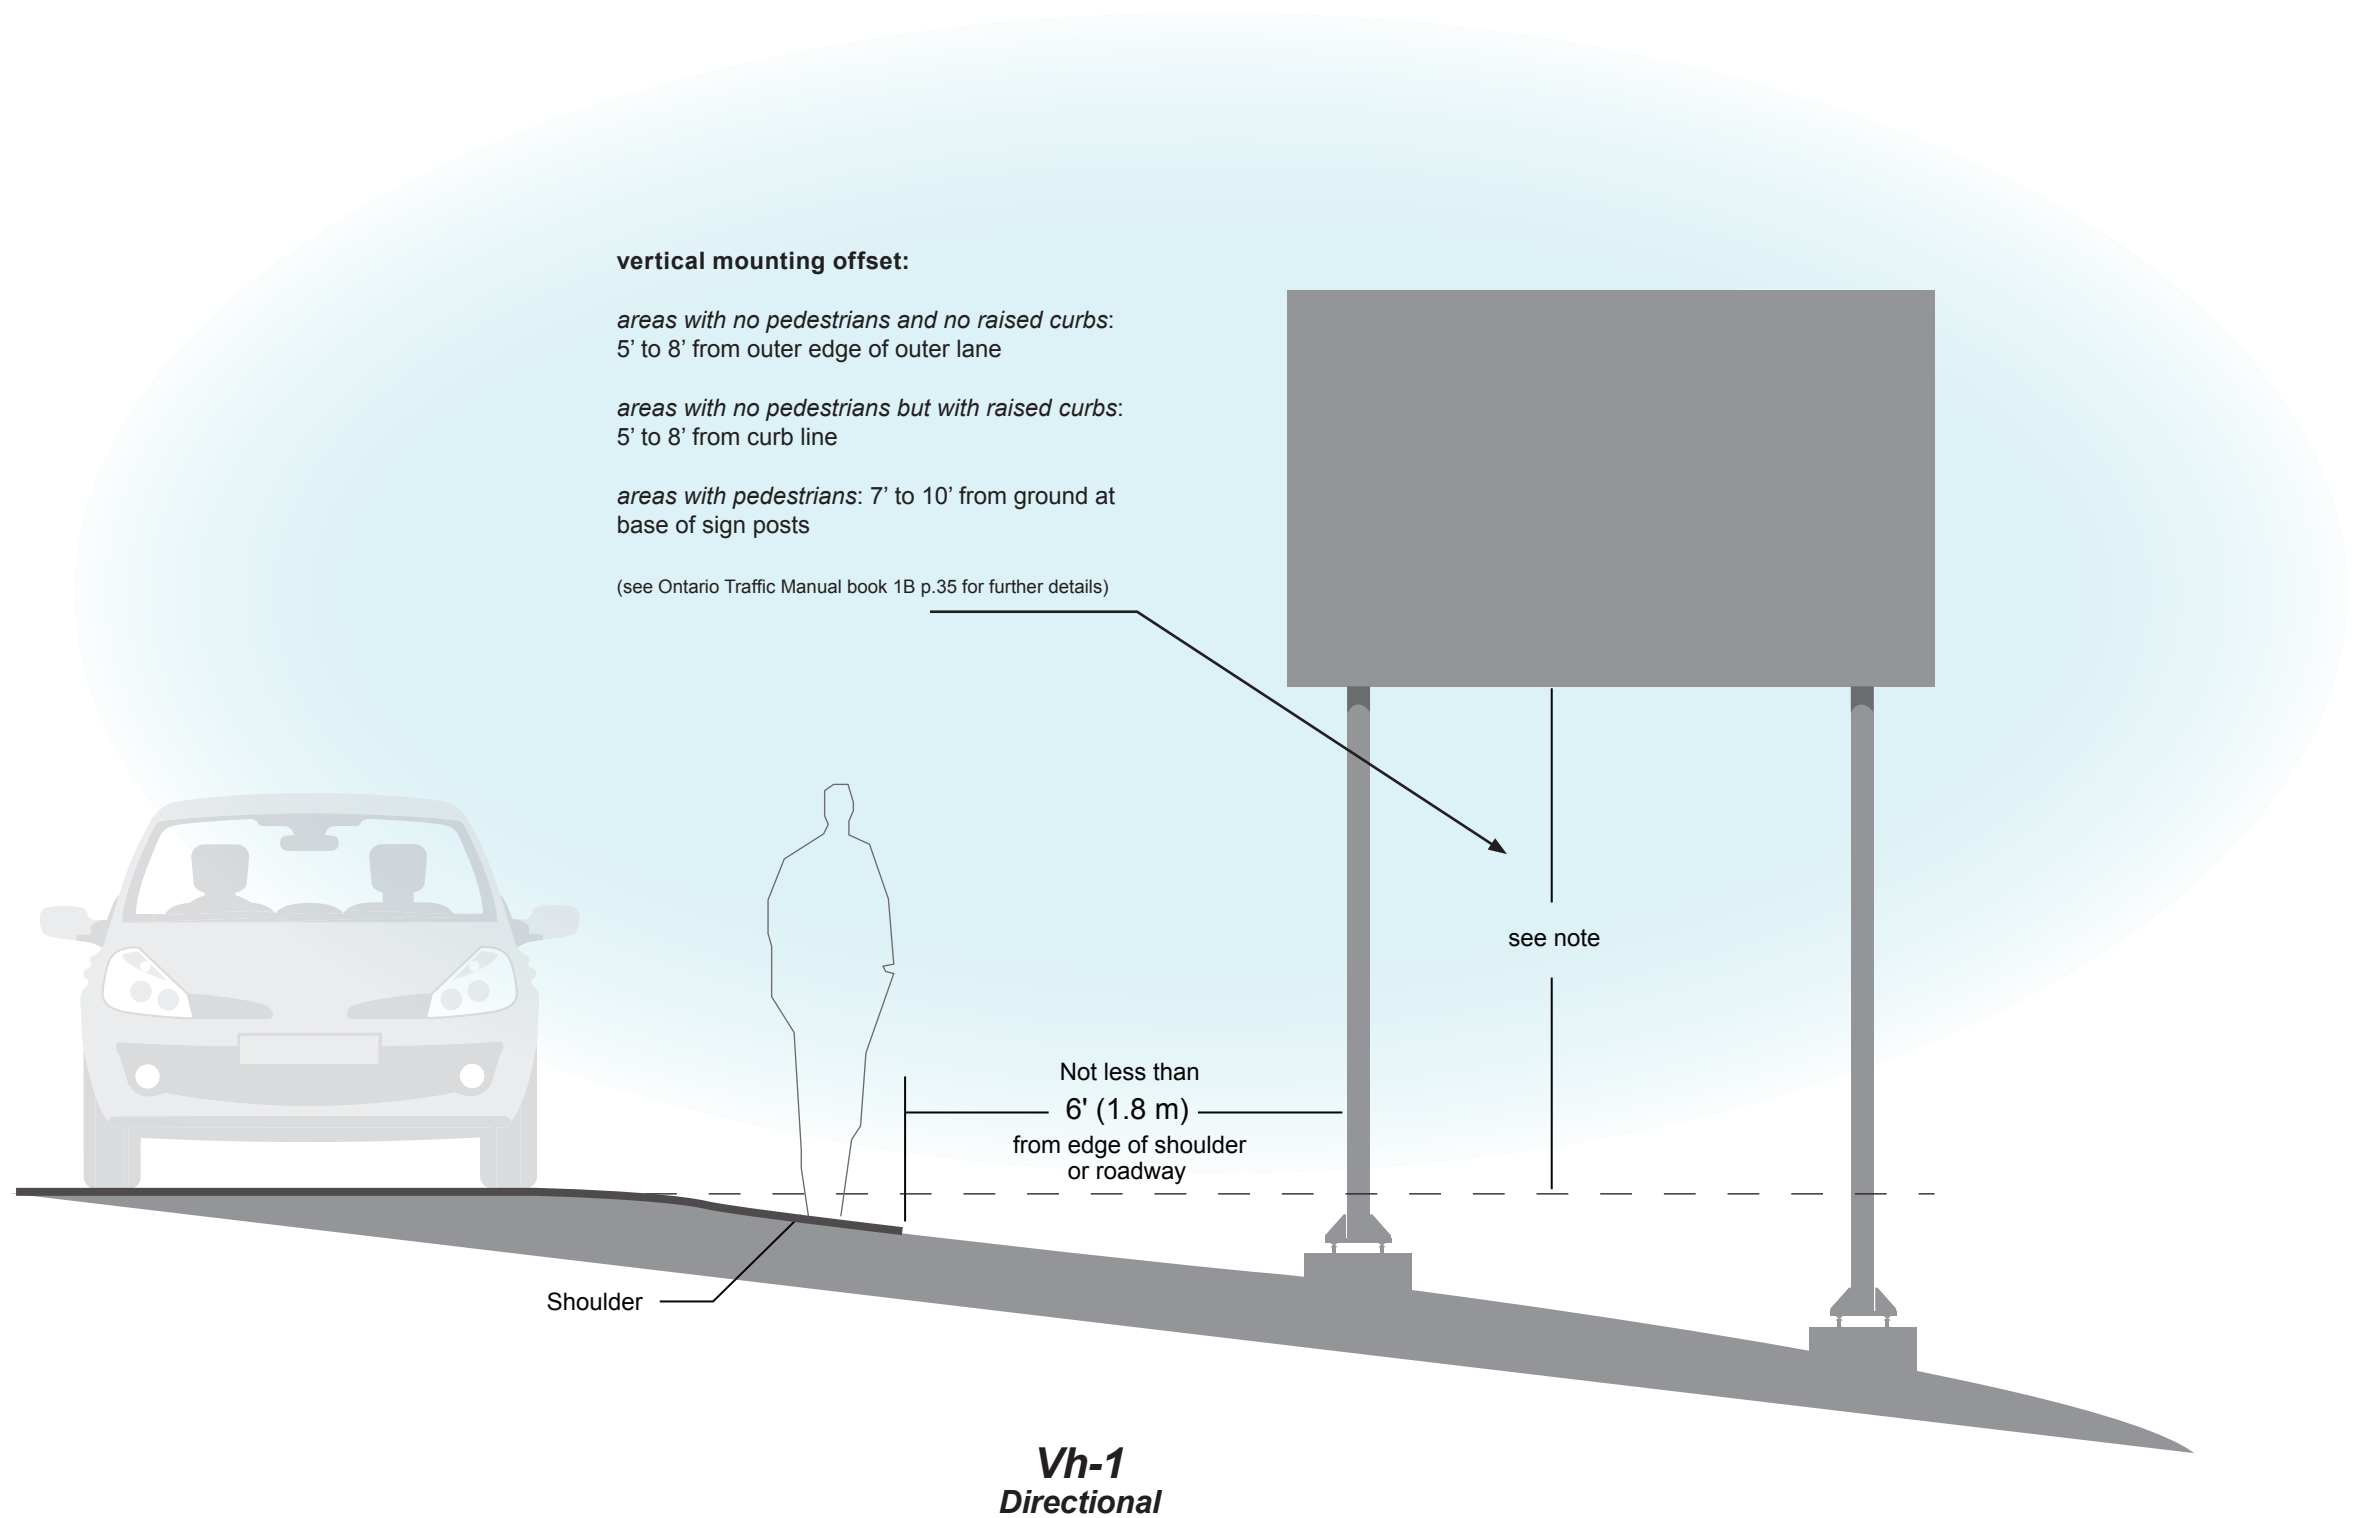 vertical mounting offset:
areas with no pedestrians and no raised curbs:
5’ to 8’ from outer edge of outer lane
areas with no pedestrians but with raised curbs:
5’ to 8’ from curb line
areas with pedestrians: 7’ to 10’ from ground at
base of sign posts
(see Ontario Traffic Manual book 1B p.35 for further details)
see note
Not less than
6' (1.8 m)
from edge of shoulder
or roadway
Shoulder
Vh-1
Directional